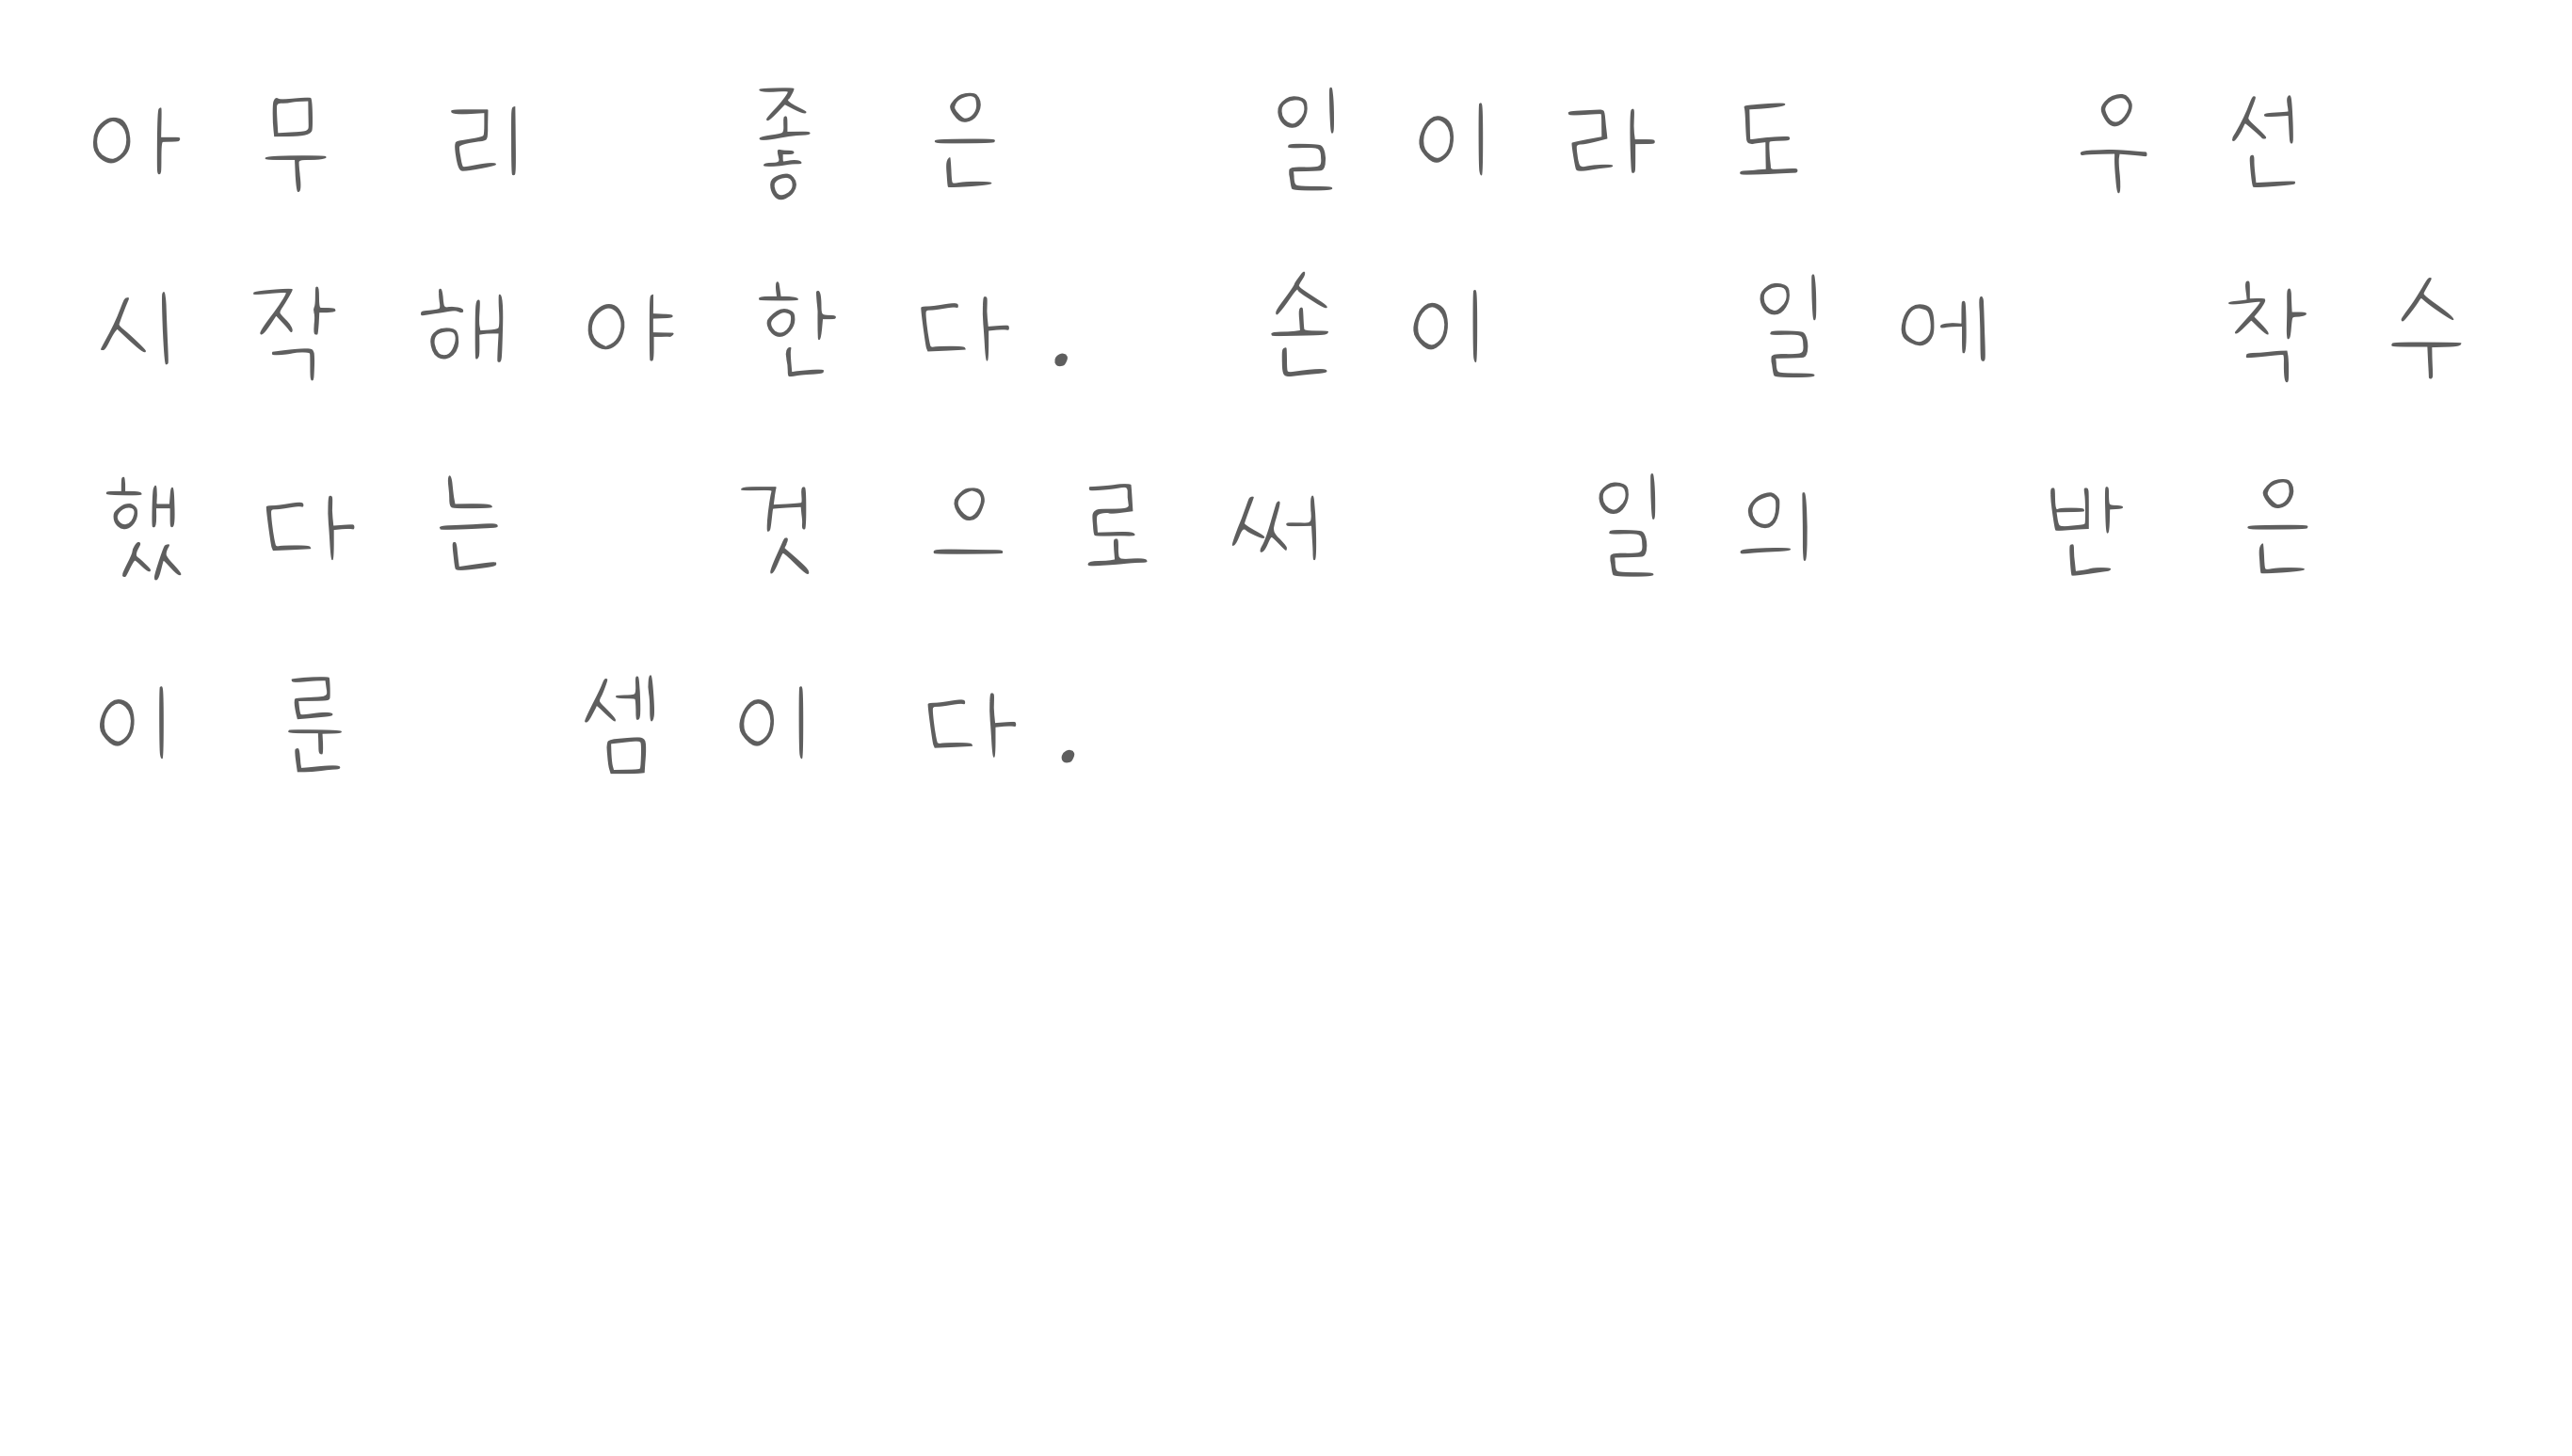 아무리 좋은 일이라도 우선
시작해야한다. 손이 일에 착수
했다는 것으로써 일의 반은
이룬 셈이다.